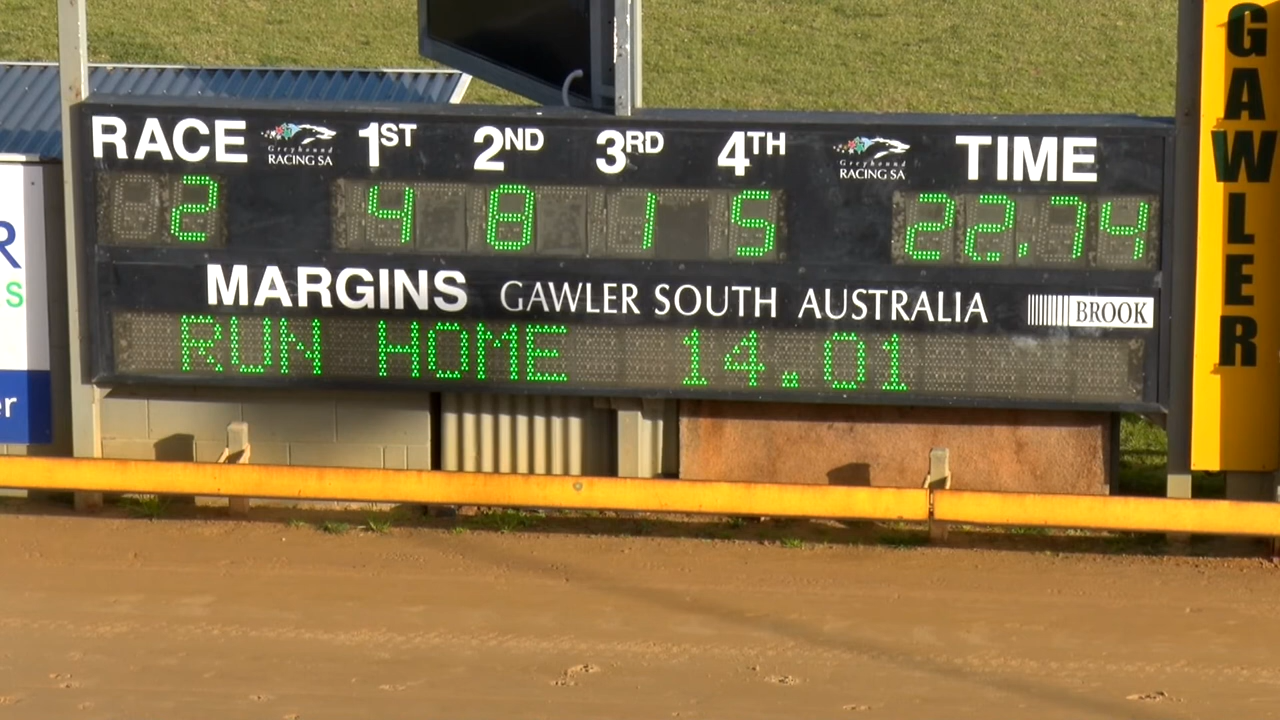 RACE Greyhound RACING SA 1ST 2ND 3RD 4TH Greyhound RACING SA TIME
2 4 8 1 5 22.74
MARGINS GAWLER SOUTH AUSTRALIA BROOK
RUN HOME 14.01
GAWLER
R
S
er